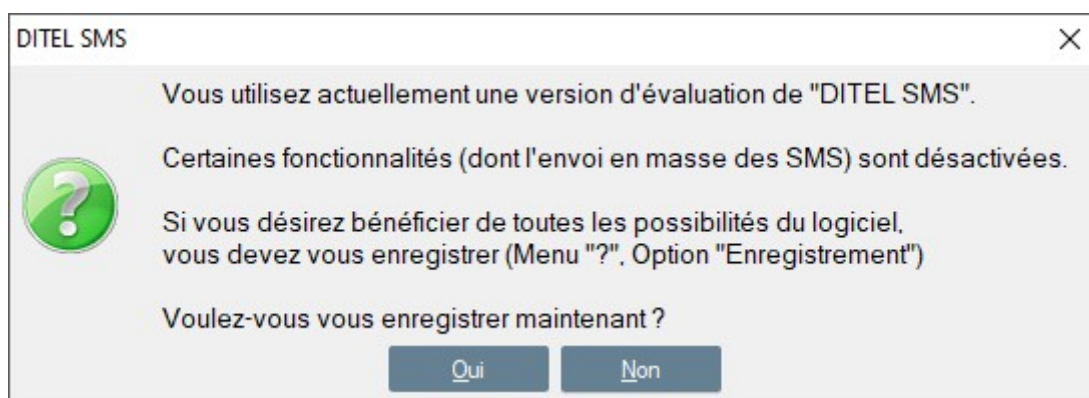 DITEL SMS
Vous utilisez actuellement une version d'évaluation de "DITEL SMS".
Certaines fonctionnalités (dont l'envoi en masse des SMS) sont désactivées.
Si vous désirez bénéficier de toutes les possibilités du logiciel,
vous devez vous enregistrer (Menu "?", Option "Enregistrement")
Voulez-vous vous enregistrer maintenant ?
Oui Non